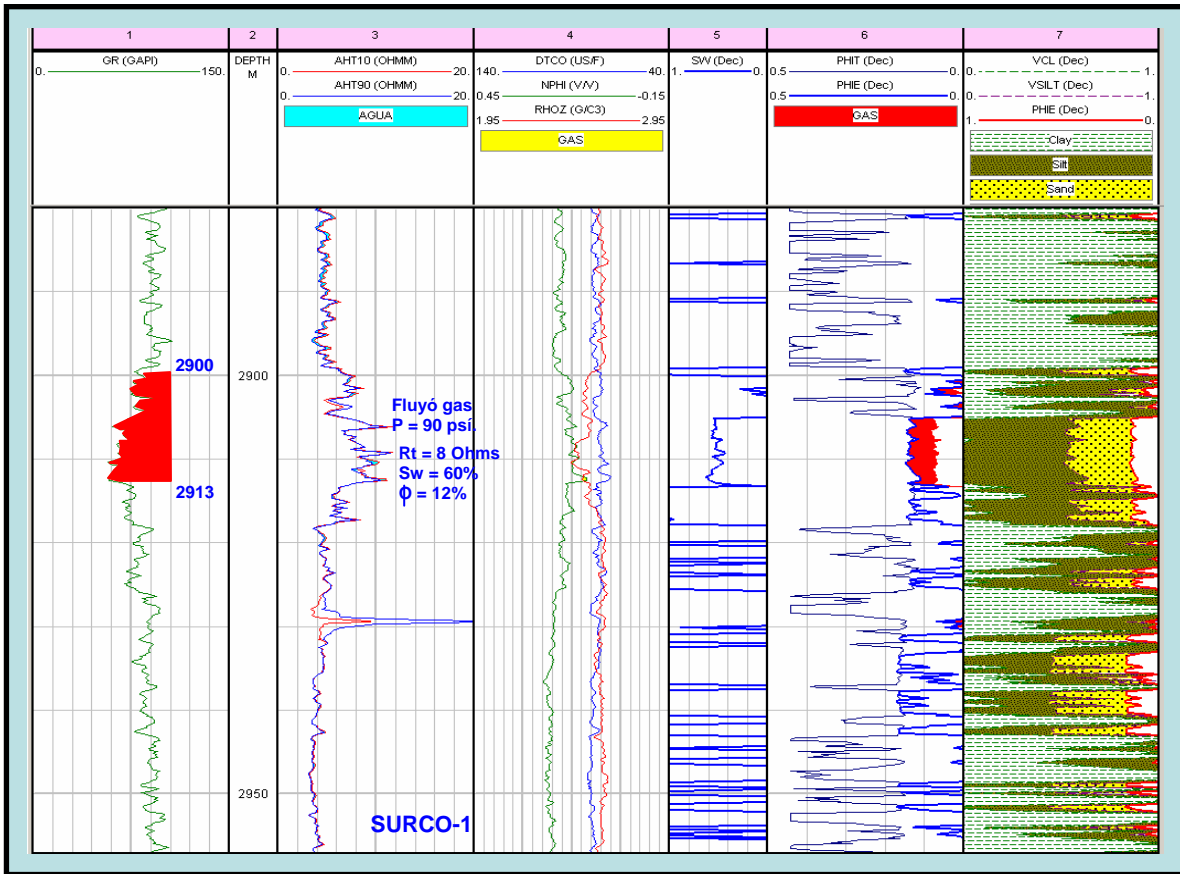 1 2 3 4 5 6 7
GR (GAPI)
0. 150.
DEPTH
M
AHT10 (OHMM)
0. 20.
AHT90 (OHMM)
0. 20.
AGUA
DTCO (US/F)
140. 40.
NPHI (V/V)
0.45 -0.15
RHOZ (G/C3)
1.95 2.95
GAS
SW (Dec)
1. 0.
PHIT (Dec)
0.5 0.
PHIE (Dec)
0.5 0.
GAS
VCL (Dec)
0. 1.
VSILT (Dec)
0. 1.
PHIE (Dec)
1. 0.
Clay
Silt
Sand
2900
2900
Fluyó gas
P = 90 psí.
Rt = 8 Ohms
Sw = 60%
ϕ = 12%
2913
2950
SURCO-1